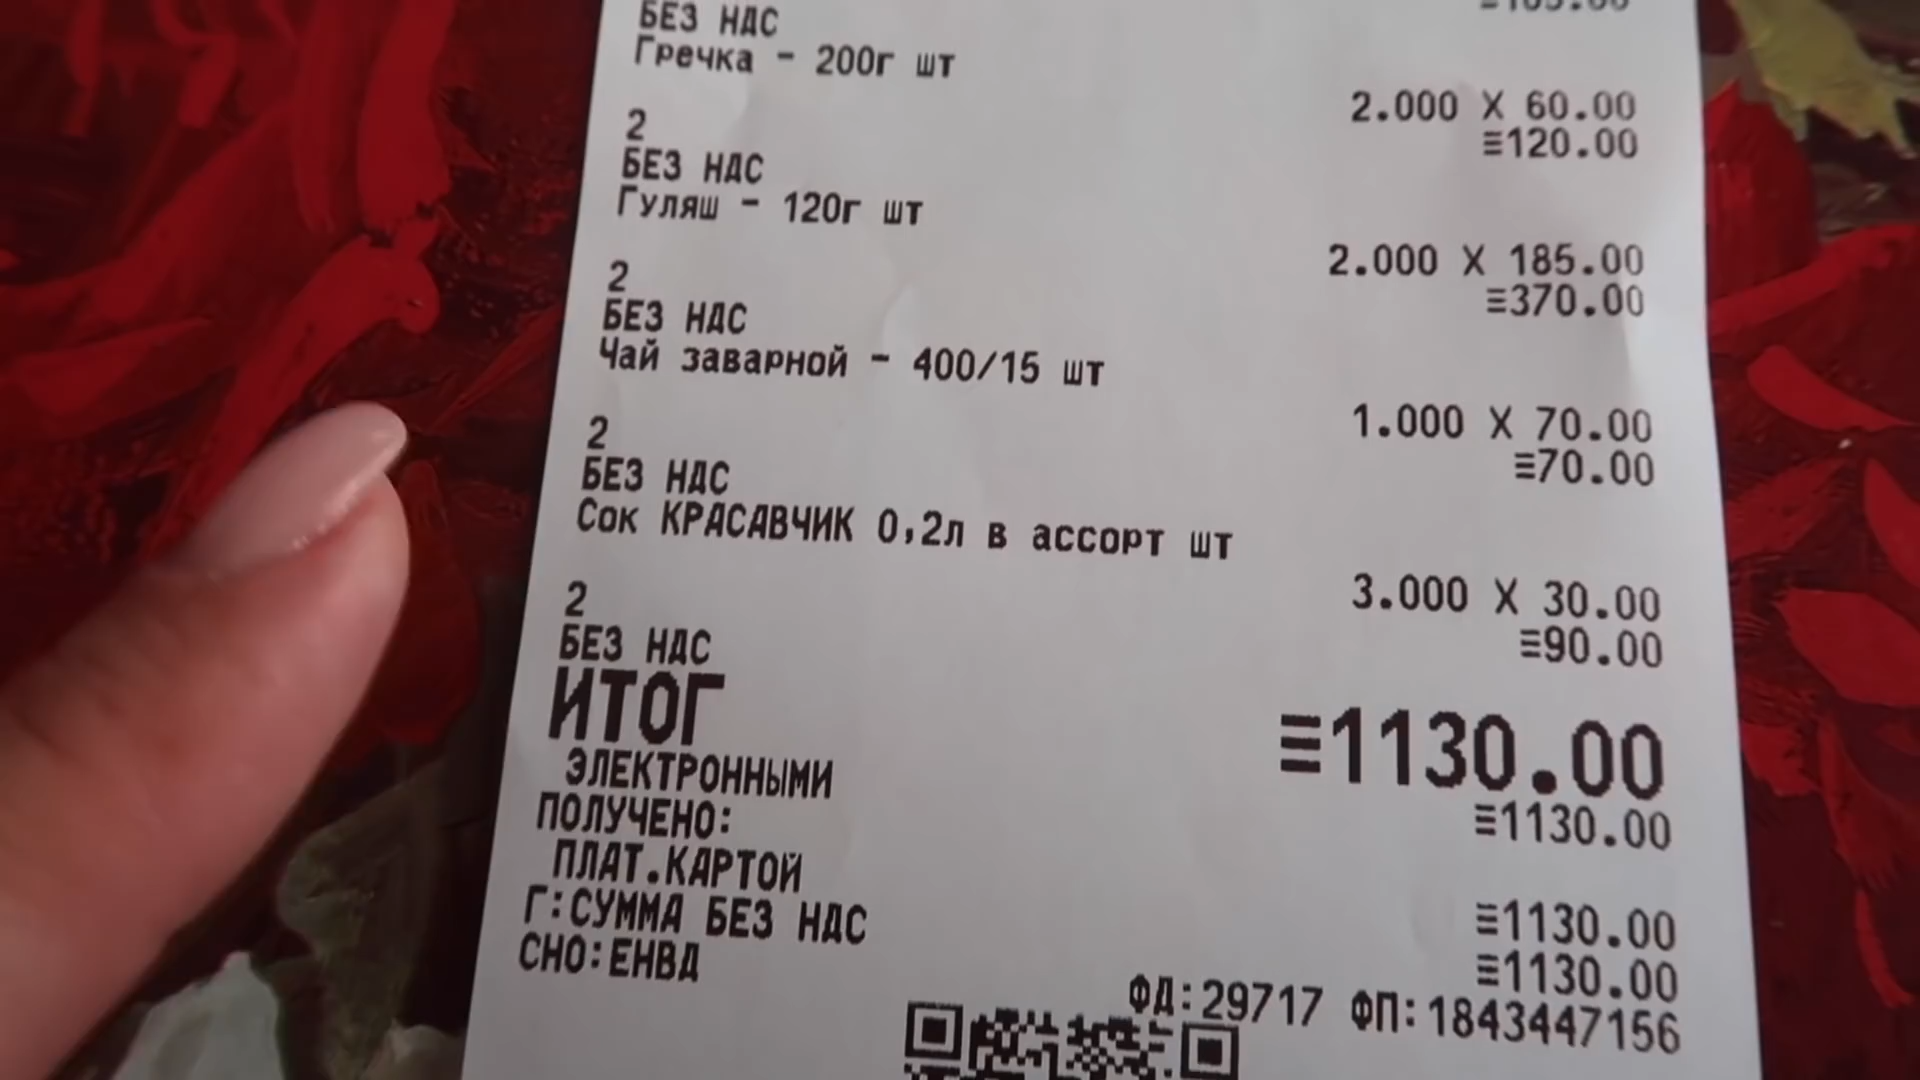 БЕЗ НДС
Гречка - 200г шт
2.000 X 60.00
2 ≡120.00
БЕЗ НДС
Гуляш - 120г шт
2.000 X 185.00
2 ≡370.00
БЕЗ НДС
Чай заварной - 400/15 шт
1.000 X 70.00
2 ≡70.00
БЕЗ НДС
Сок КРАСАВЧИК 0,2л в ассорт шт
3.000 X 30.00
2 ≡90.00
БЕЗ НДС
ИТОГ ≡1130.00
ЭЛЕКТРОННЫМИ ≡1130.00
ПОЛУЧЕНО:
ПЛАТ.КАРТОЙ ≡1130.00
Г:СУММА БЕЗ НДС ≡1130.00
СНО:ЕНВД ФД:29717 ФП:1843447156